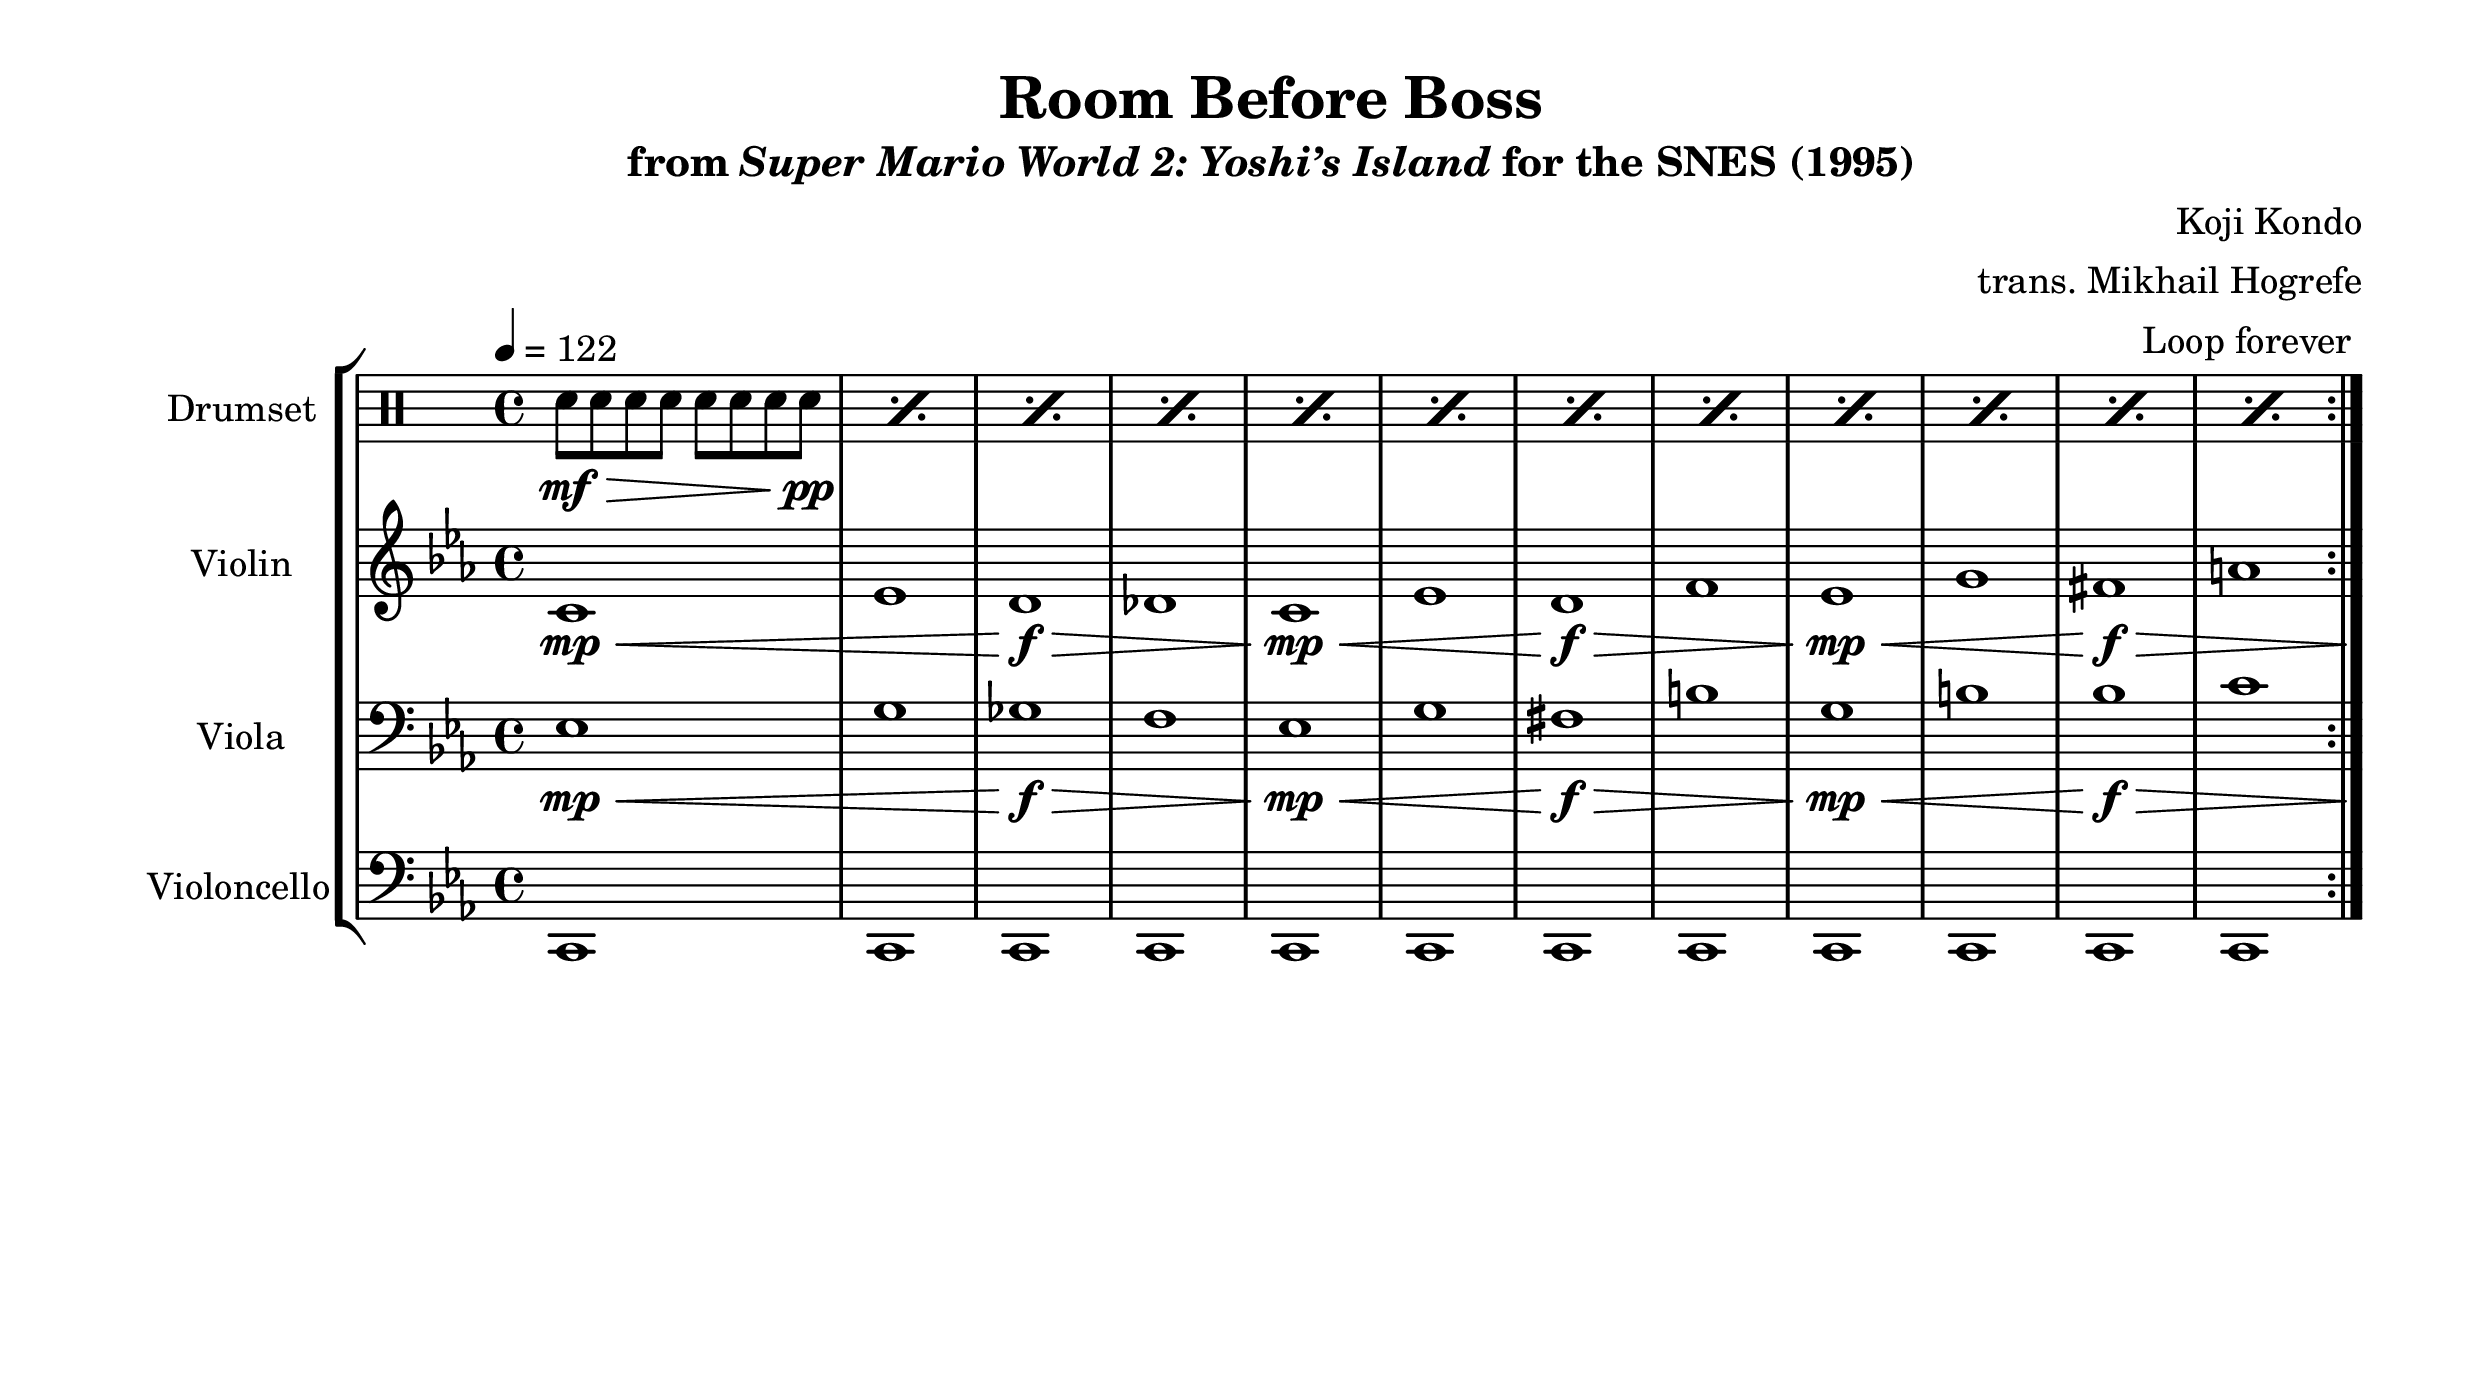 Room Before Boss
from Super Mario World 2: Yoshi’s Island for the SNES (1995)
Koji Kondo
trans. Mikhail Hogrefe
Loop forever
= 122
Drumset
mf pp
Violin
mp f mp f mp f
Viola
mp f mp f mp f
Violoncello